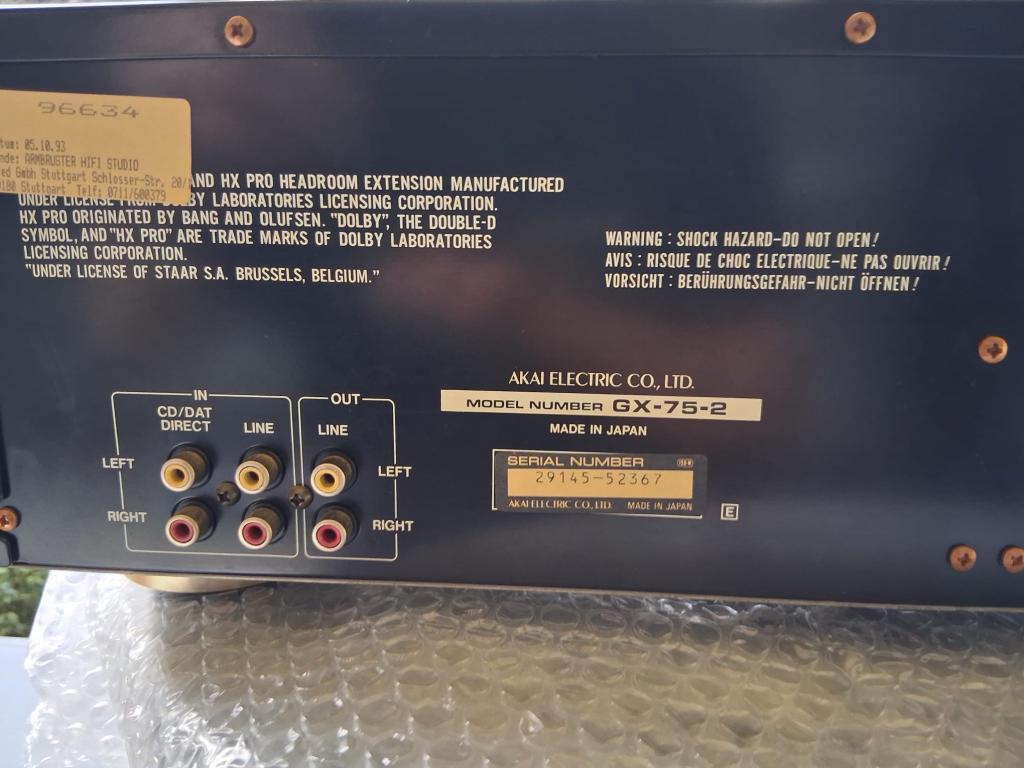 96634
05.10.93
ARMBRUSTER HIFI STUDIO
Gmbh Stuttgart Schlosser-Str. 20/
Stuttgart Telf: 0711/600379
AND HX PRO HEADROOM EXTENSION MANUFACTURED
UNDER LICENSE FROM DOLBY LABORATORIES LICENSING CORPORATION.
HX PRO ORIGINATED BY BANG AND OLUFSEN. "DOLBY", THE DOUBLE-D
SYMBOL, AND "HX PRO" ARE TRADE MARKS OF DOLBY LABORATORIES
LICENSING CORPORATION.
"UNDER LICENSE OF STAAR S.A. BRUSSELS, BELGIUM."
WARNING : SHOCK HAZARD–DO NOT OPEN!
AVIS : RISQUE DE CHOC ELECTRIQUE–NE PAS OUVRIR!
VORSICHT : BERÜHRUNGSGEFAHR–NICHT ÖFFNEN!
IN
OUT
CD/DAT
DIRECT
LINE
LINE
LEFT
LEFT
RIGHT
RIGHT
AKAI ELECTRIC CO., LTD.
MODEL NUMBER GX-75-2
MADE IN JAPAN
SERIAL NUMBER
29145-52367
AKAI ELECTRIC CO., LTD. MADE IN JAPAN
E